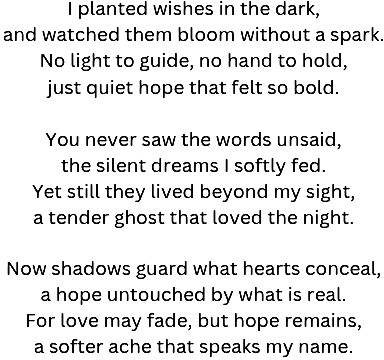 I planted wishes in the dark,
and watched them bloom without a spark.
No light to guide, no hand to hold,
just quiet hope that felt so bold.

You never saw the words unsaid,
the silent dreams I softly fed.
Yet still they lived beyond my sight,
a tender ghost that loved the night.

Now shadows guard what hearts conceal,
a hope untouched by what is real.
For love may fade, but hope remains,
a softer ache that speaks my name.